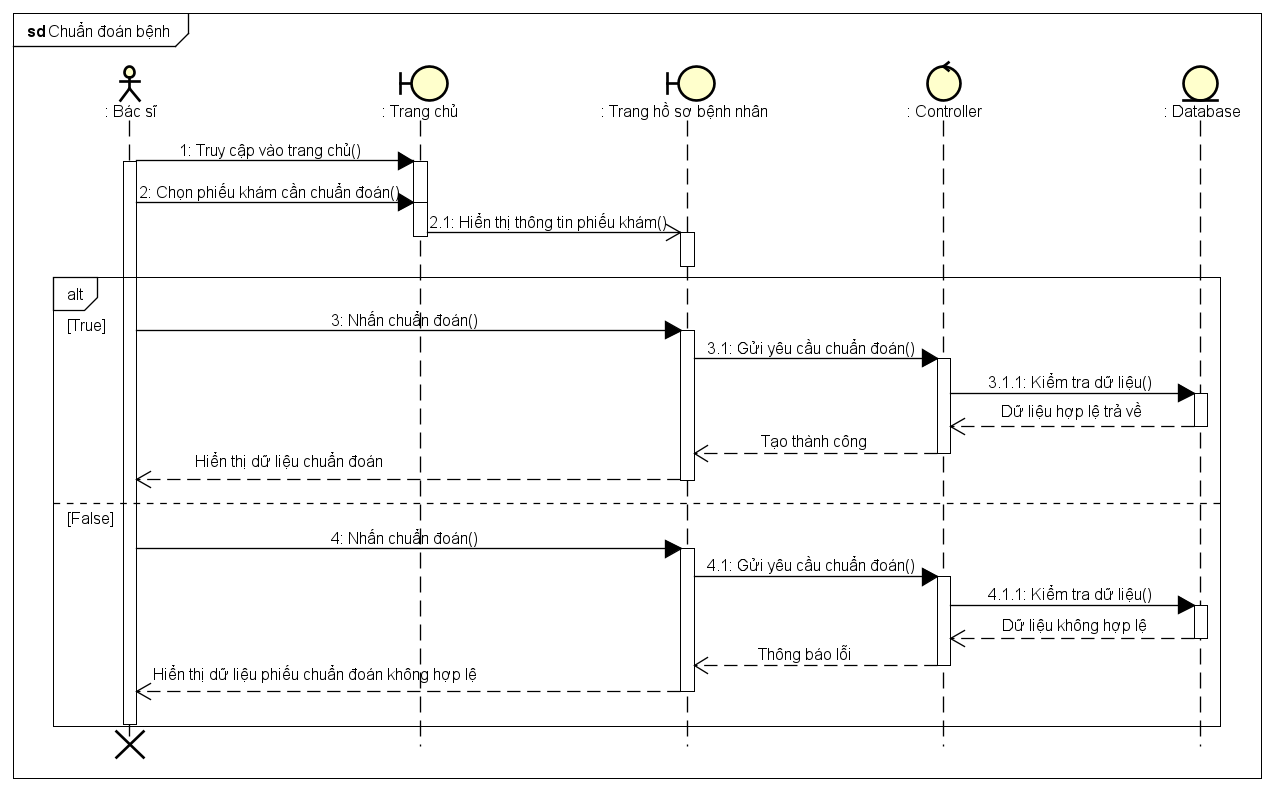 sd Chuẩn đoán bệnh
: Bác sĩ
: Trang chủ
: Trang hồ sơ bệnh nhân
: Controller
: Database
1: Truy cập vào trang chủ()
2: Chọn phiếu khám cần chuẩn đoán()
2.1: Hiển thị thông tin phiếu khám()
alt
[True]
3: Nhấn chuẩn đoán()
3.1: Gửi yêu cầu chuẩn đoán()
3.1.1: Kiểm tra dữ liệu()
Dữ liệu hợp lệ trả về
Tạo thành công
Hiển thị dữ liệu chuẩn đoán
[False]
4: Nhấn chuẩn đoán()
4.1: Gửi yêu cầu chuẩn đoán()
4.1.1: Kiểm tra dữ liệu()
Dữ liệu không hợp lệ
Thông báo lỗi
Hiển thị dữ liệu phiếu chuẩn đoán không hợp lệ